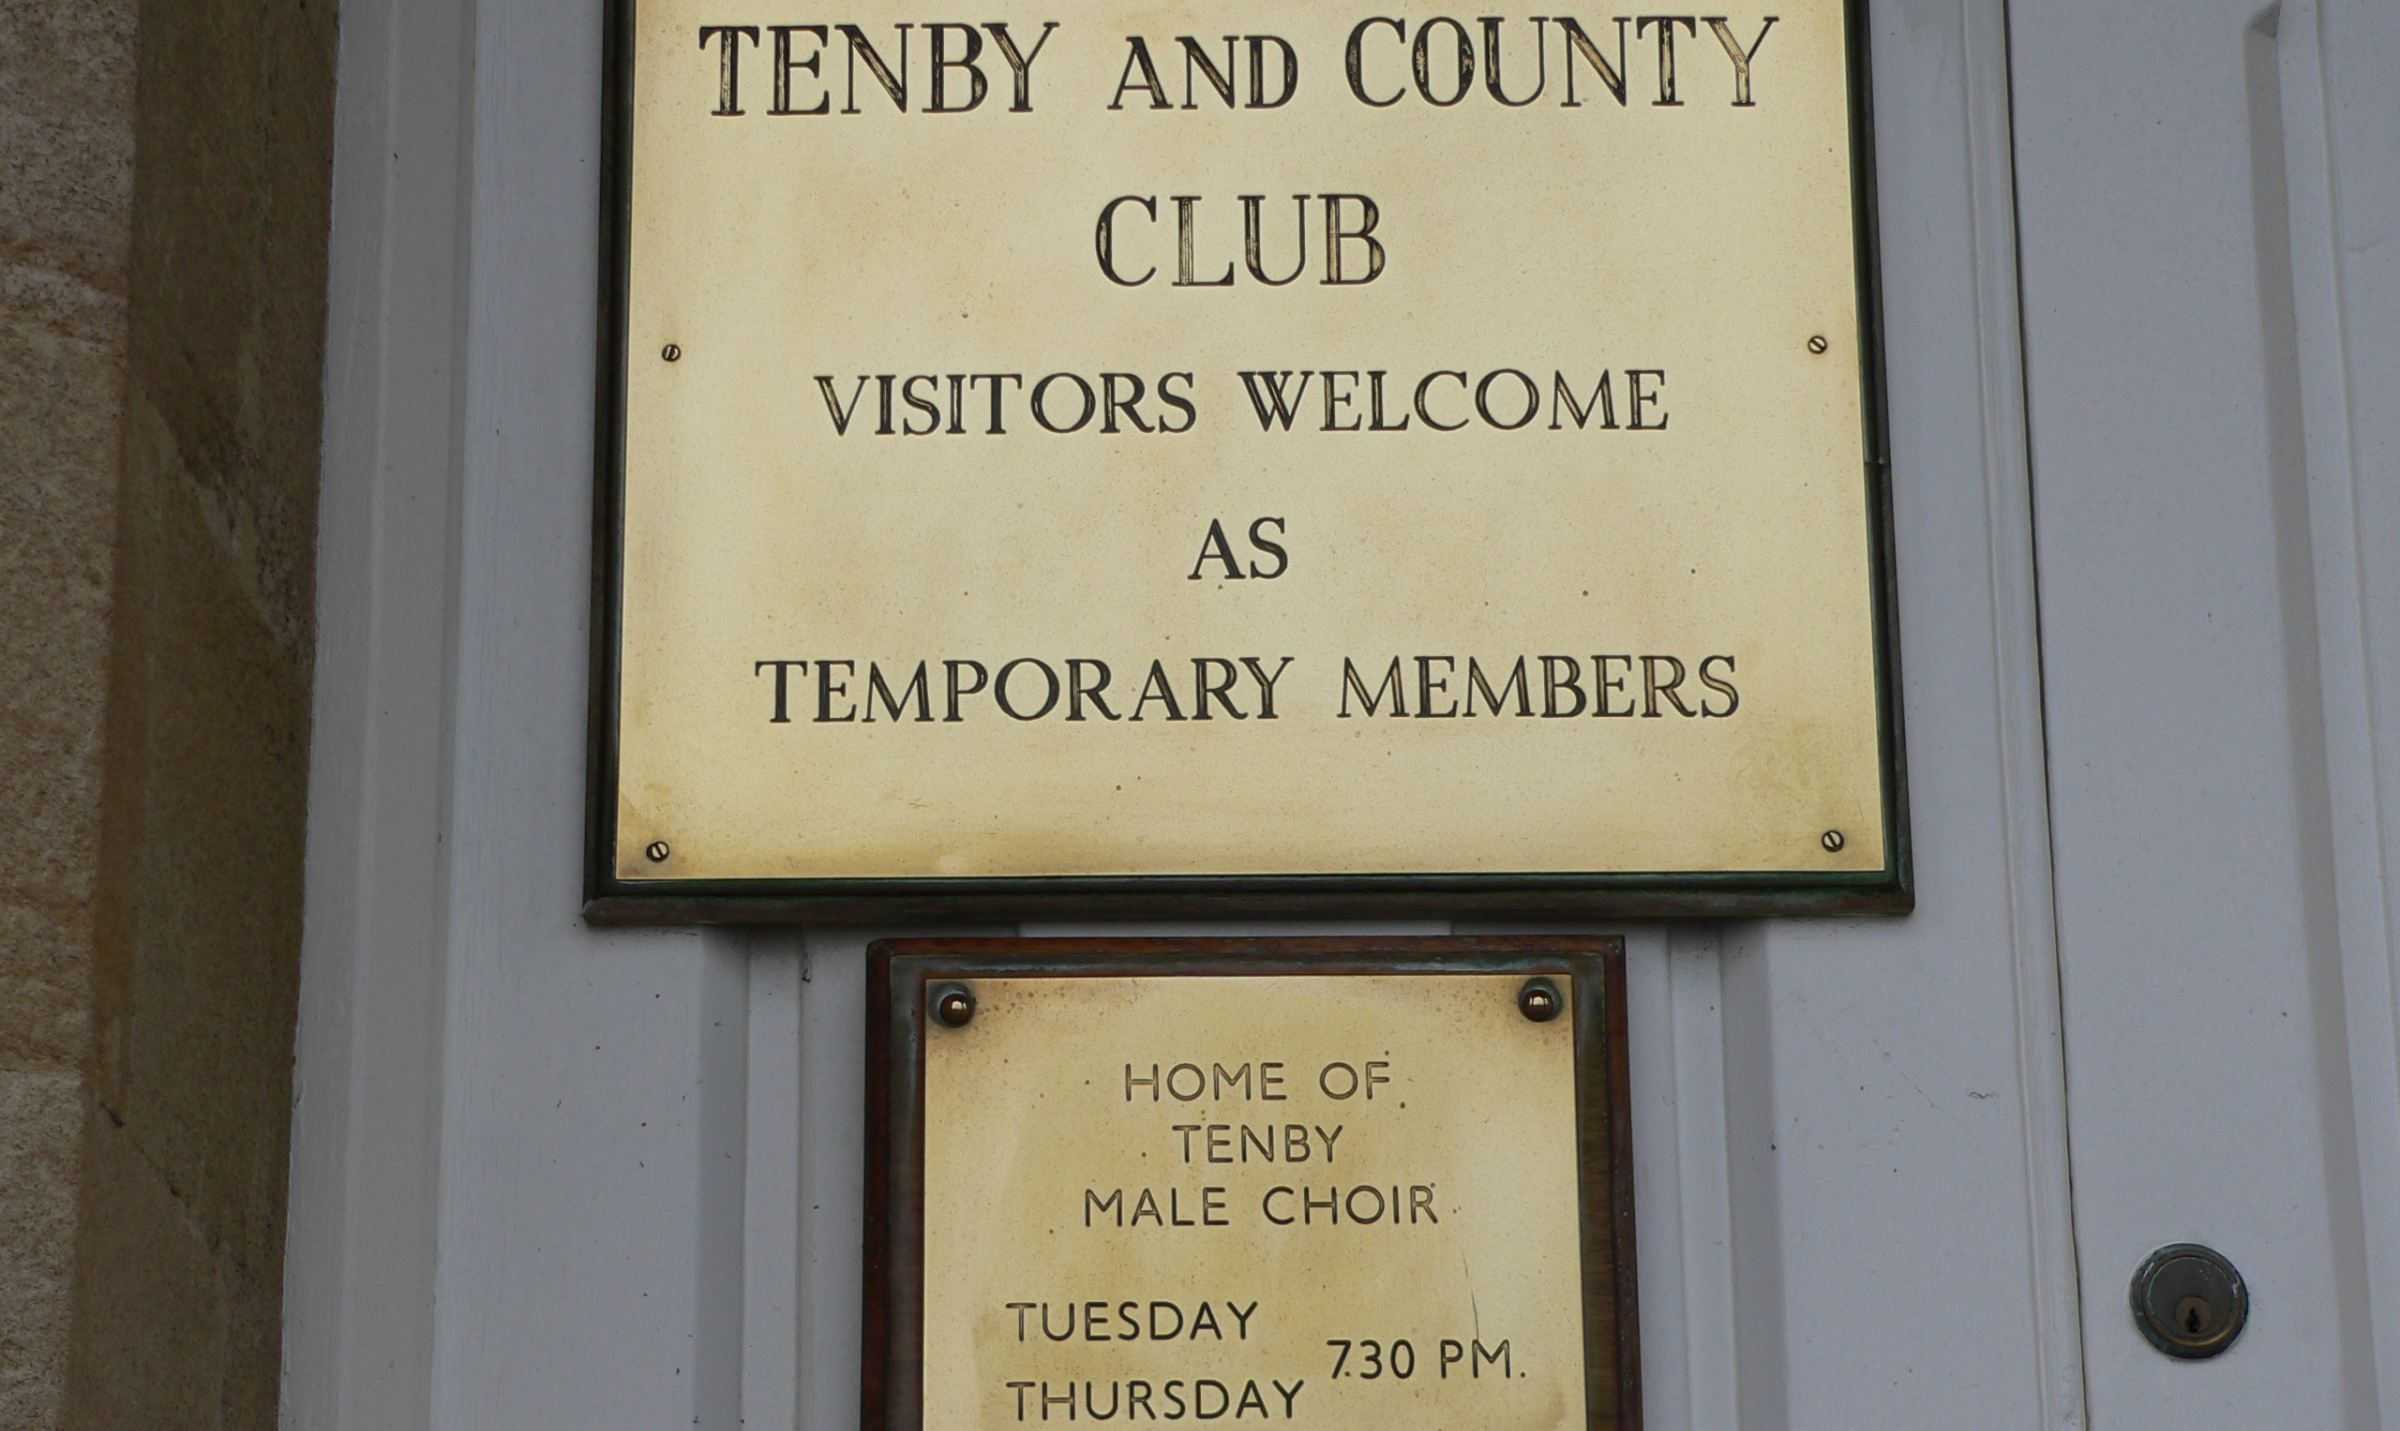 TENBY AND COUNTY
CLUB
VISITORS WELCOME
AS
TEMPORARY MEMBERS
HOME OF
TENBY
MALE CHOIR
TUESDAY
7.30 PM.
THURSDAY